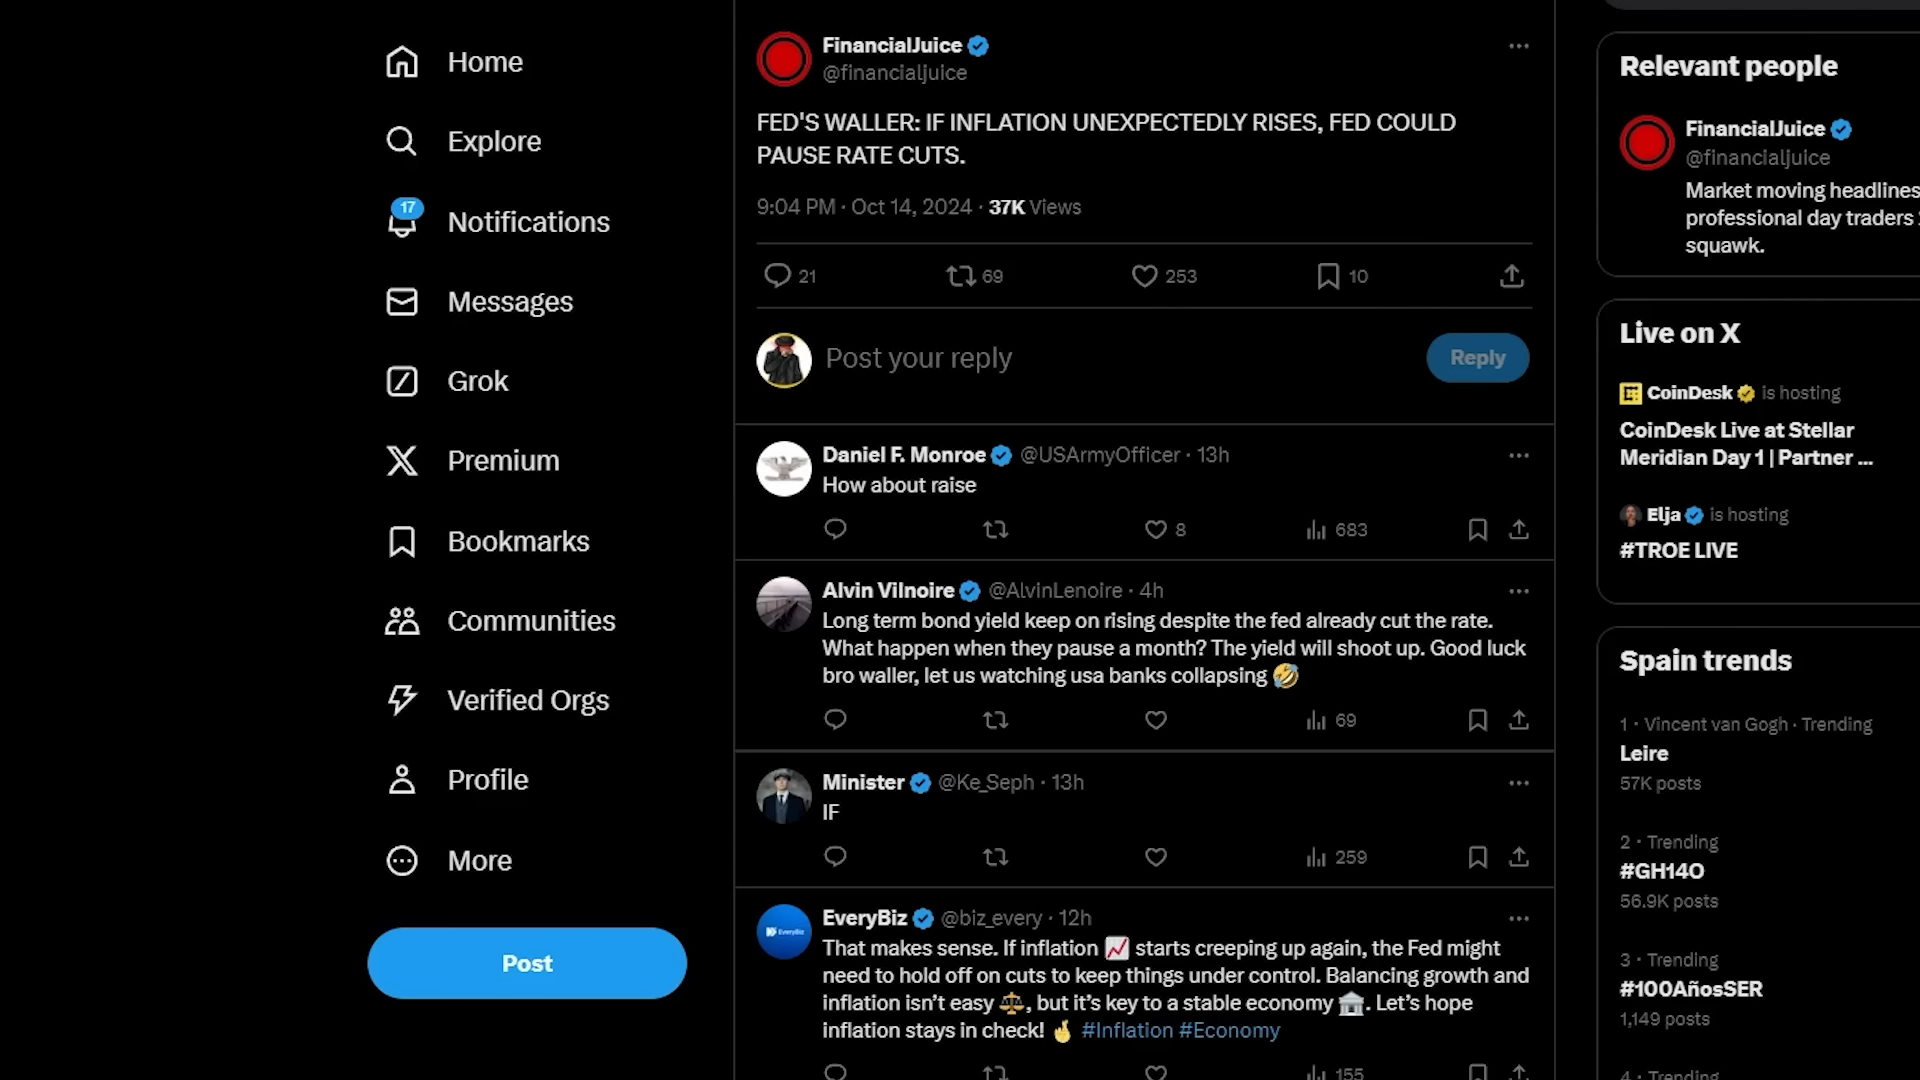 Home
Explore
17
Notifications
Messages
Grok
Premium
Bookmarks
Communities
Verified Orgs
Profile
More
Post
FinancialJuice
@financialjuice
FED'S WALLER: IF INFLATION UNEXPECTEDLY RISES, FED COULD
PAUSE RATE CUTS.
9:04 PM · Oct 14, 2024 · 37K Views
21 69 253 10
Post your reply
Reply
Daniel F. Monroe @USArmyOfficer · 13h
How about raise
8 683
Alvin Vilnoire @AlvinLenoire · 4h
Long term bond yield keep on rising despite the fed already cut the rate.
What happen when they pause a month? The yield will shoot up. Good luck
bro waller, let us watching usa banks collapsing 🤣
69
Minister @Ke_Seph · 13h
IF
259
EveryBiz
EveryBiz @biz_every · 12h
That makes sense. If inflation 📈 starts creeping up again, the Fed might
need to hold off on cuts to keep things under control. Balancing growth and
inflation isn't easy ⚖️, but it's key to a stable economy 🏛️. Let's hope
inflation stays in check! 🤞 #Inflation #Economy
155
Relevant people
FinancialJuice
@financialjuice
Market moving headlines
professional day traders
squawk.
Live on X
CoinDesk is hosting
CoinDesk Live at Stellar
Meridian Day 1 | Partner ...
Elja is hosting
#TROE LIVE
Spain trends
1 · Vincent van Gogh · Trending
Leire
57K posts
2 · Trending
#GH14O
56.9K posts
3 · Trending
#100AñosSER
1,149 posts
4 · Trending